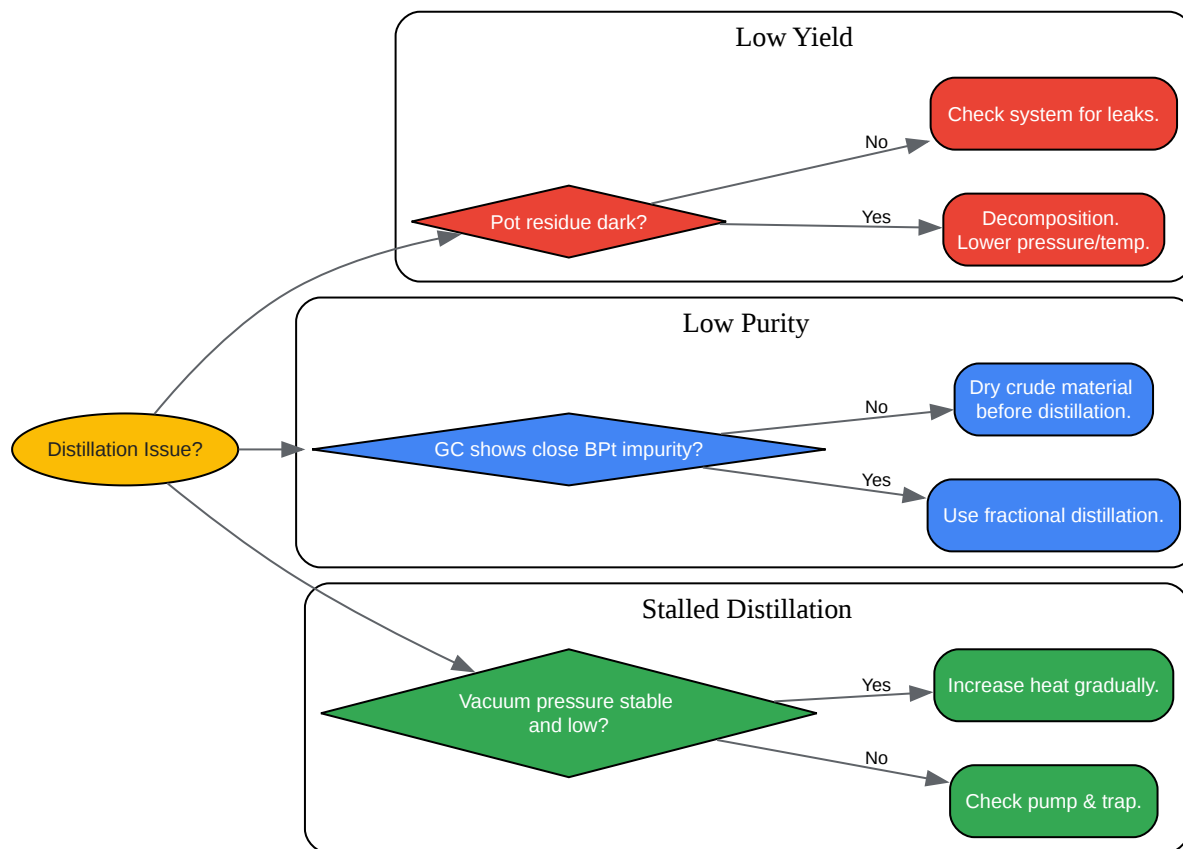 Low Yield
Check system for leaks.
No
Pot residue dark?
Yes
Decomposition.
Lower pressure/temp.
Low Purity
Dry crude material
before distillation.
No
Distillation Issue?
GC shows close BPt impurity?
Yes
Use fractional distillation.
Stalled Distillation
Vacuum pressure stable
and low?
Yes
Increase heat gradually.
No
Check pump & trap.